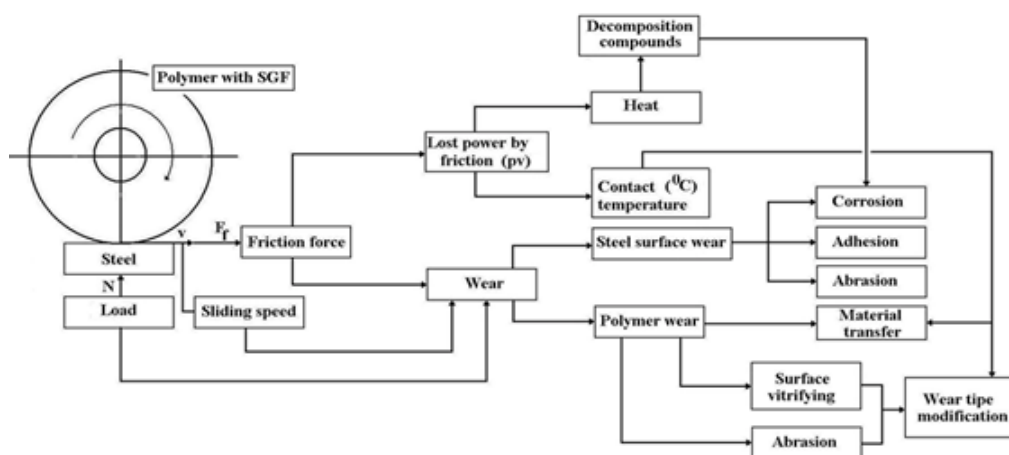 Decomposition
compounds
Polymer with SGF
Heat
Lost power by
friction (pv)
Contact (⁰C)
temperature
Corrosion
v
F_f
Friction force
Steel surface wear
Adhesion
Steel
N
Wear
Abrasion
Load
Sliding speed
Polymer wear
Material
transfer
Surface
vitrifying
Wear tipe
modification
Abrasion